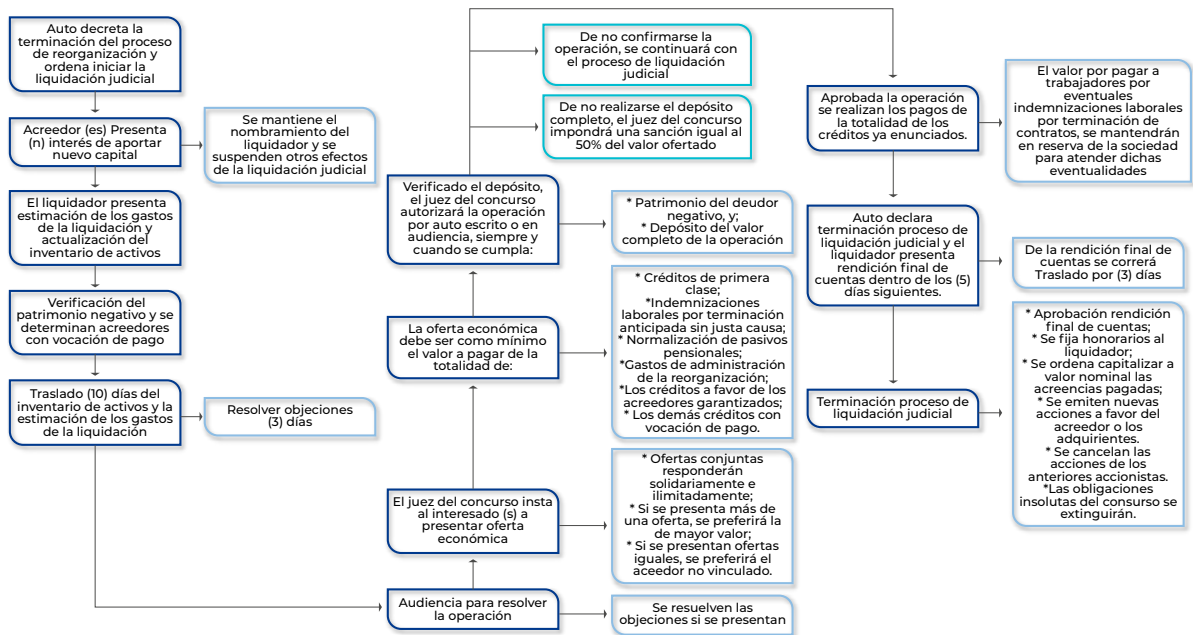 Auto decreta la
terminación del proceso
de reorganización y
ordena iniciar la
liquidación judicial
Acreedor (es) Presenta
(n) interés de aportar
nuevo capital
Se mantiene el
nombramiento del
liquidador y se
suspenden otros efectos
de la liquidación judicial
El liquidador presenta
estimación de los gastos
de la liquidación y
actualización del
inventario de activos
Verificación del
patrimonio negativo y se
determinan acreedores
con vocación de pago
Traslado (10) días del
inventario de activos y la
estimación de los gastos
de la liquidación
Resolver objeciones
(3) días
Audiencia para resolver
la operación
Se resuelven las
objeciones si se presentan
El juez del concurso insta
al interesado (s) a
presentar oferta
económica
* Ofertas conjuntas
responderán
solidariamente e
ilimitadamente;
* Si se presenta más de
una oferta, se preferirá la
de mayor valor;
* Si se presentan ofertas
iguales, se preferirá el
aceedor no vinculado.
La oferta económica
debe ser como mínimo
el valor a pagar de la
totalidad de:
* Créditos de primera
clase;
*Indemnizaciones
laborales por terminación
anticipada sin justa causa;
* Normalización de pasivos
pensionales;
*Gastos de administración
de la reorganización;
*Los créditos a favor de los
acreedores garantizados;
* Los demás créditos con
vocación de pago.
Verificado el depósito,
el juez del concurso
autorizará la operación
por auto escrito o en
audiencia, siempre y
cuando se cumpla:
* Patrimonio del deudor
negativo, y;
* Depósito del valor
completo de la operación
De no realizarse el depósito
completo, el juez del concurso
impondrá una sanción igual al
50% del valor ofertado
De no confirmarse la
operación, se continuará con
el proceso de liquidación
judicial
Aprobada la operación
se realizan los pagos de
la totalidad de los
créditos ya enunciados.
El valor por pagar a
trabajadores por
eventuales
indemnizaciones laborales
por terminación de
contratos, se mantendrán
en reserva de la sociedad
para atender dichas
eventualidades
Auto declara
terminación proceso de
liquidación judicial y el
liquidador presenta
rendición final de
cuentas dentro de los (5)
días siguientes.
De la rendición final de
cuentas se correrá
Traslado por (3) días
Terminación proceso de
liquidación judicial
* Aprobación rendición
final de cuentas;
* Se fija honorarios al
liquidador;
* Se ordena capitalizar a
valor nominal las
acreencias pagadas;
* Se emiten nuevas
acciones a favor del
acreedor o los
adquirientes.
* Se cancelan las
acciones de los
anteriores accionistas.
*Las obligaciones
insolutas del consurso se
extinguirán.